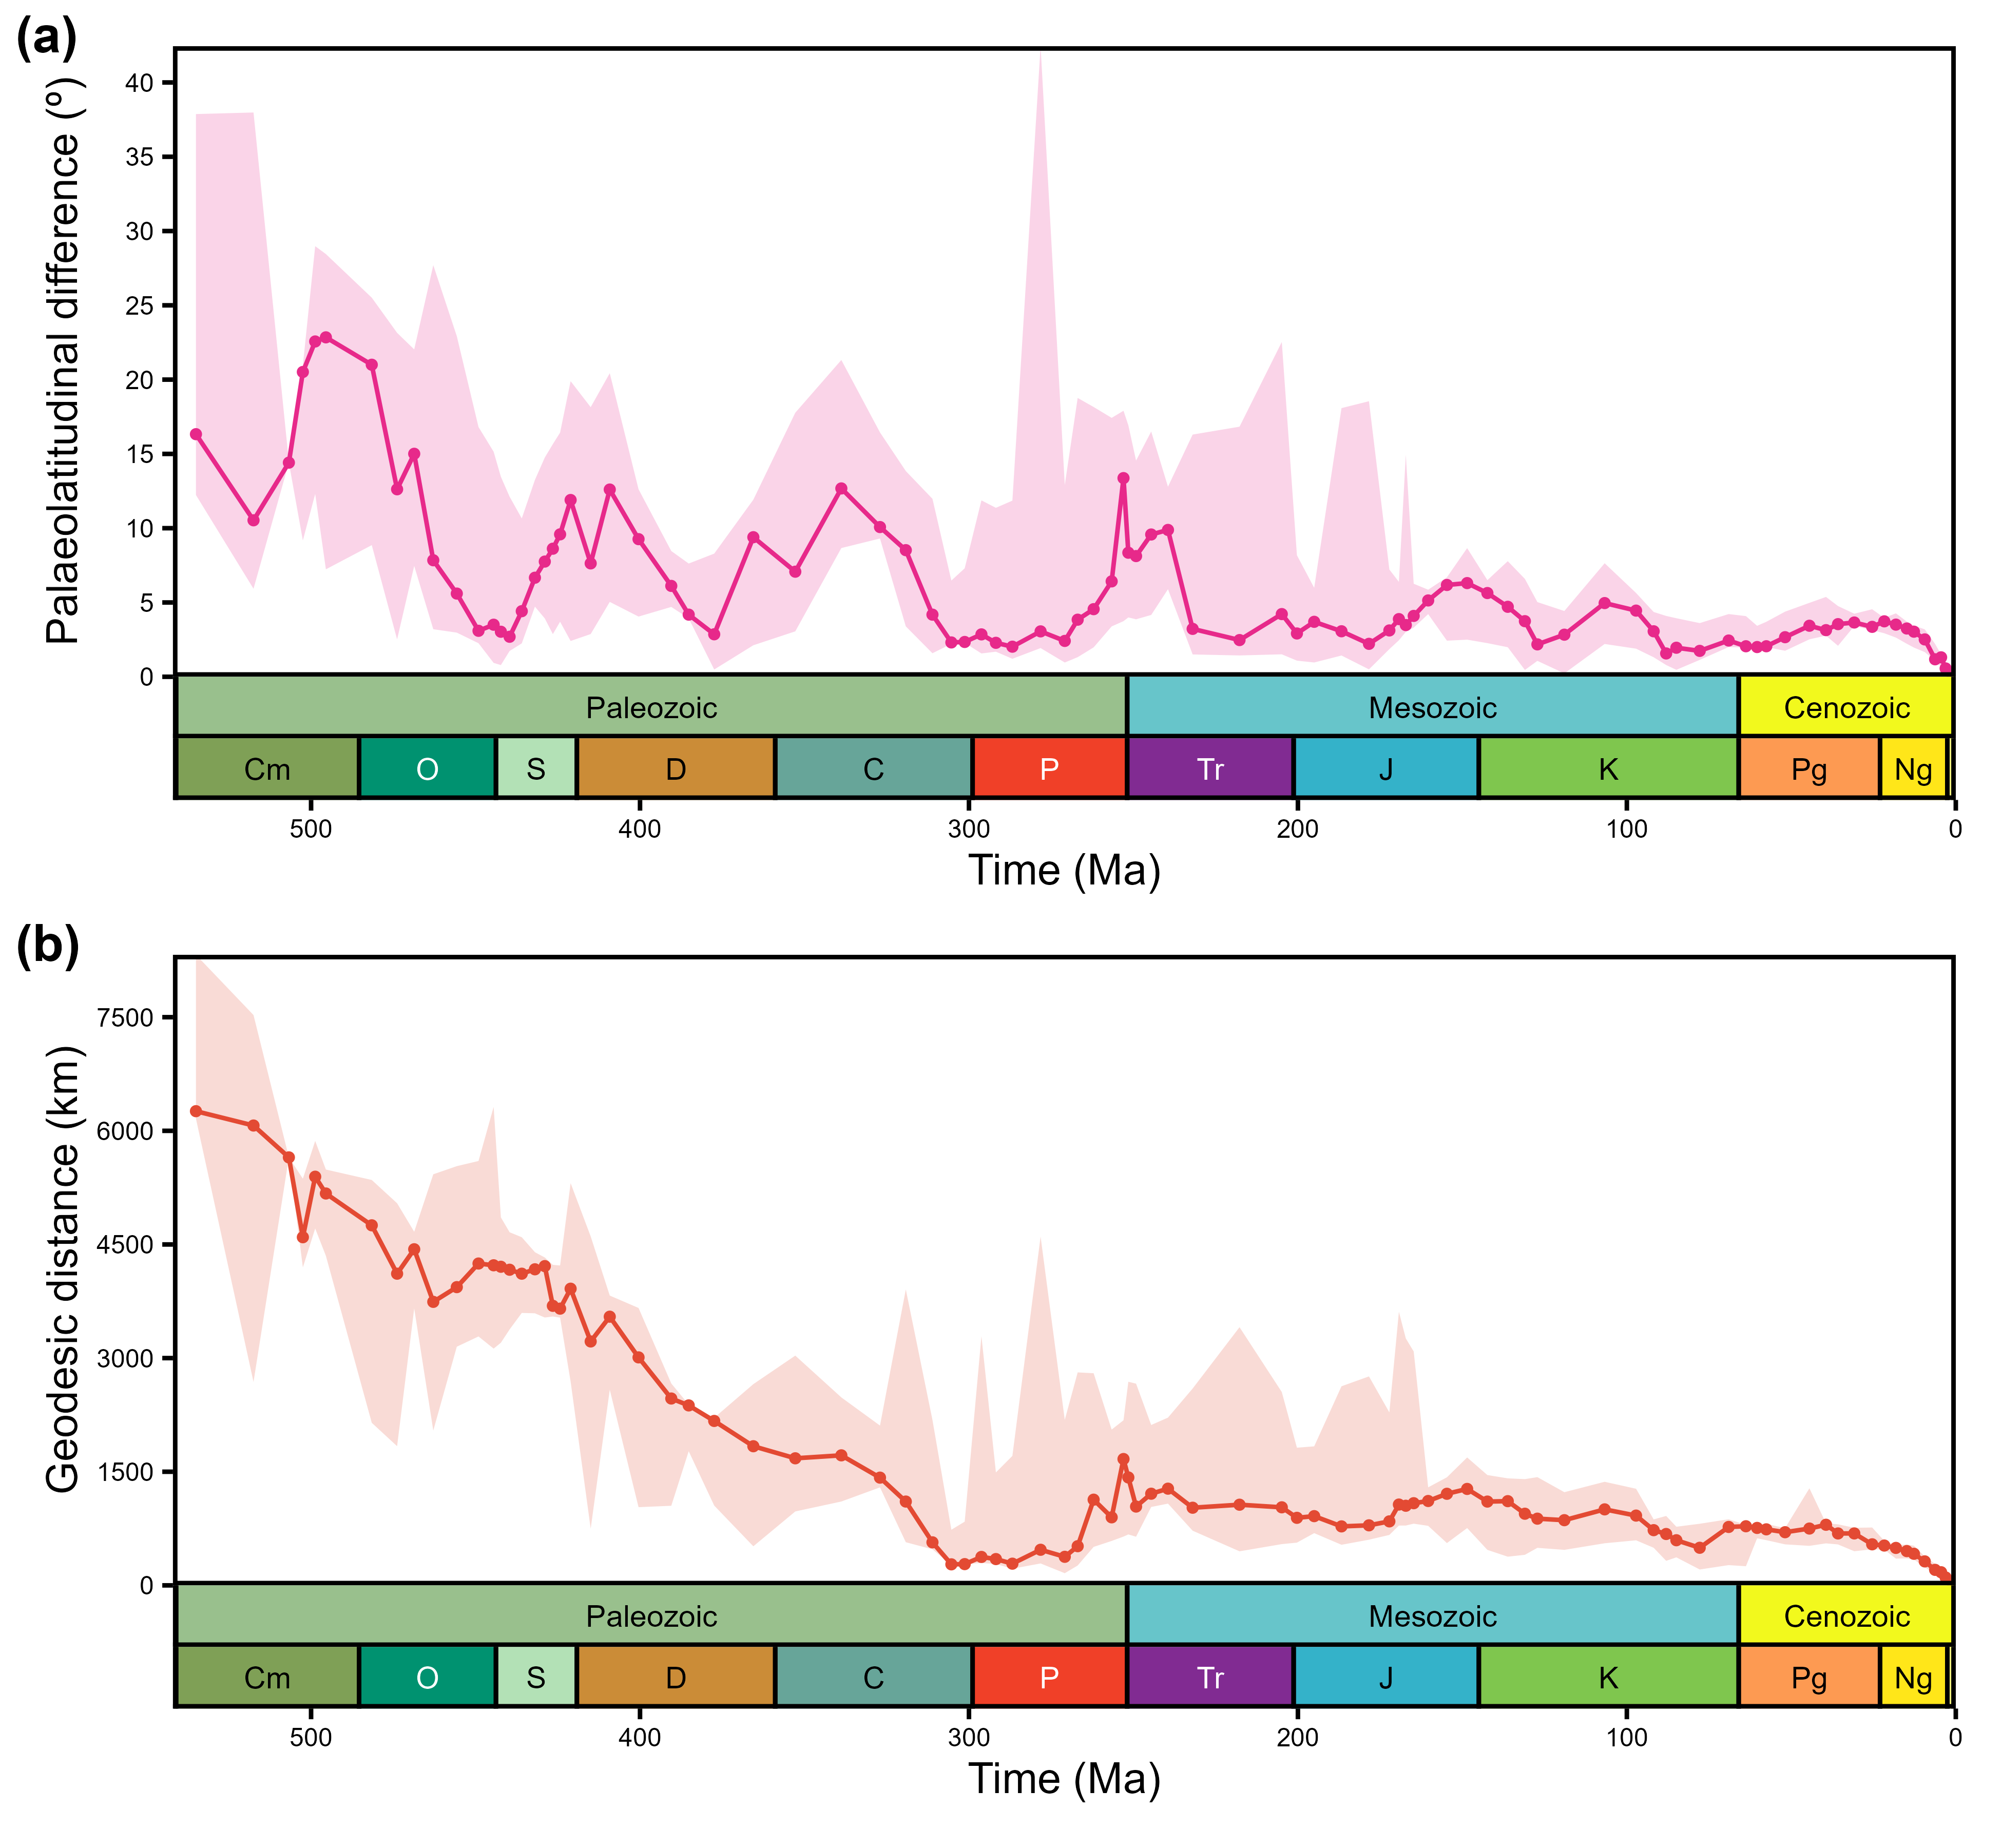 (a)
Palaeolatitudinal difference (º)
40
35
30
25
20
15
10
5
0
Paleozoic Mesozoic Cenozoic
Cm O S D C P Tr J K Pg Ng
500 400 300 200 100 0
Time (Ma)
(b)
Geodesic distance (km)
7500
6000
4500
3000
1500
0
Paleozoic Mesozoic Cenozoic
Cm O S D C P Tr J K Pg Ng
500 400 300 200 100 0
Time (Ma)